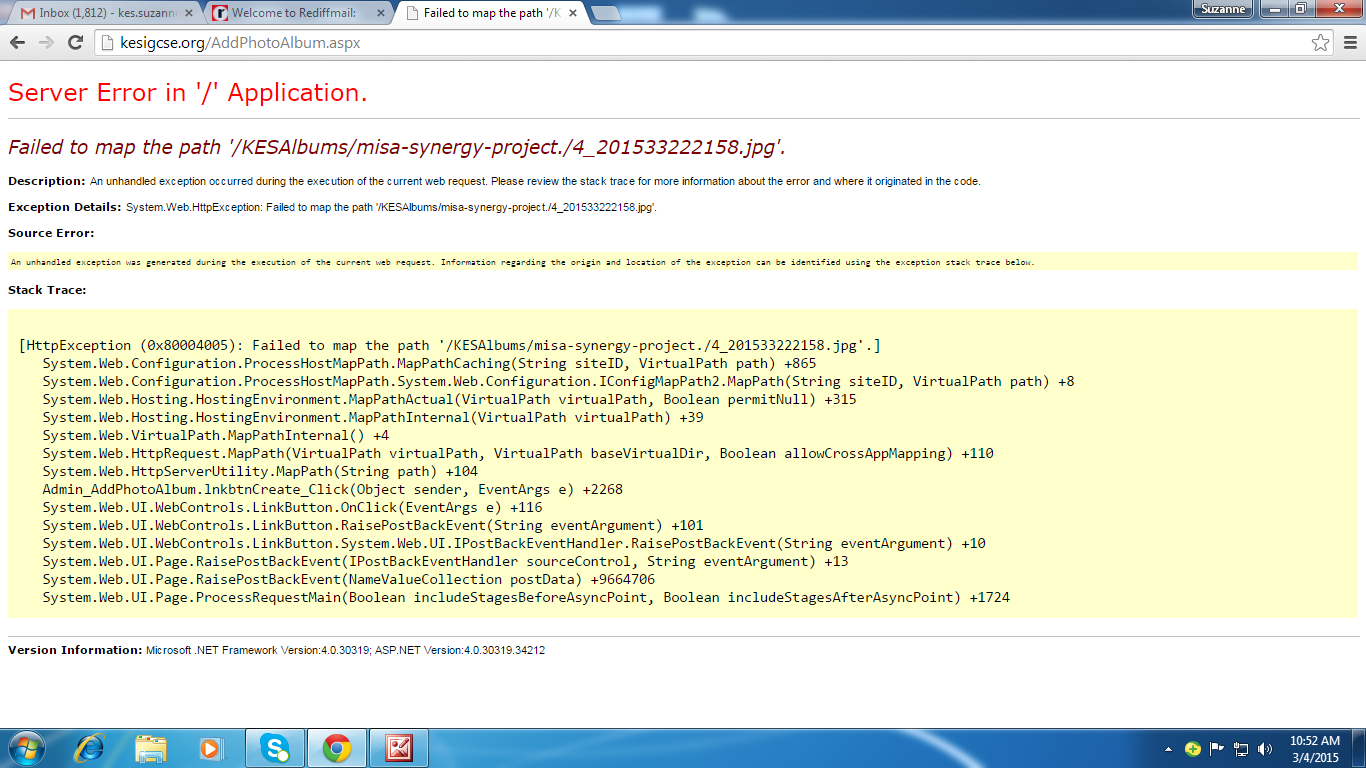 Inbox (1,812) - kes.suzann
Welcome to Rediffmail:
Failed to map the path '/K
Suzanne
kesigcse.org/AddPhotoAlbum.aspx
Server Error in '/' Application.
Failed to map the path '/KESAlbums/misa-synergy-project./4_201533222158.jpg'.
Description: An unhandled exception occurred during the execution of the current web request. Please review the stack trace for more information about the error and where it originated in the code.
Exception Details: System.Web.HttpException: Failed to map the path '/KESAlbums/misa-synergy-project./4_201533222158.jpg'.
Source Error:
An unhandled exception was generated during the execution of the current web request. Information regarding the origin and location of the exception can be identified using the exception stack trace below.
Stack Trace:
[HttpException (0x80004005): Failed to map the path '/KESAlbums/misa-synergy-project./4_201533222158.jpg'.]
System.Web.Configuration.ProcessHostMapPath.MapPathCaching(String siteID, VirtualPath path) +865
System.Web.Configuration.ProcessHostMapPath.System.Web.Configuration.IConfigMapPath2.MapPath(String siteID, VirtualPath path) +8
System.Web.Hosting.HostingEnvironment.MapPathActual(VirtualPath virtualPath, Boolean permitNull) +315
System.Web.Hosting.HostingEnvironment.MapPathInternal(VirtualPath virtualPath) +39
System.Web.VirtualPath.MapPathInternal() +4
System.Web.HttpRequest.MapPath(VirtualPath virtualPath, VirtualPath baseVirtualDir, Boolean allowCrossAppMapping) +110
System.Web.HttpServerUtility.MapPath(String path) +104
Admin_AddPhotoAlbum.lnkbtnCreate_Click(Object sender, EventArgs e) +2268
System.Web.UI.WebControls.LinkButton.OnClick(EventArgs e) +116
System.Web.UI.WebControls.LinkButton.RaisePostBackEvent(String eventArgument) +101
System.Web.UI.WebControls.LinkButton.System.Web.UI.IPostBackEventHandler.RaisePostBackEvent(String eventArgument) +10
System.Web.UI.Page.RaisePostBackEvent(IPostBackEventHandler sourceControl, String eventArgument) +13
System.Web.UI.Page.RaisePostBackEvent(NameValueCollection postData) +9664706
System.Web.UI.Page.ProcessRequestMain(Boolean includeStagesBeforeAsyncPoint, Boolean includeStagesAfterAsyncPoint) +1724
Version Information: Microsoft .NET Framework Version:4.0.30319; ASP.NET Version:4.0.30319.34212
10:52 AM
3/4/2015